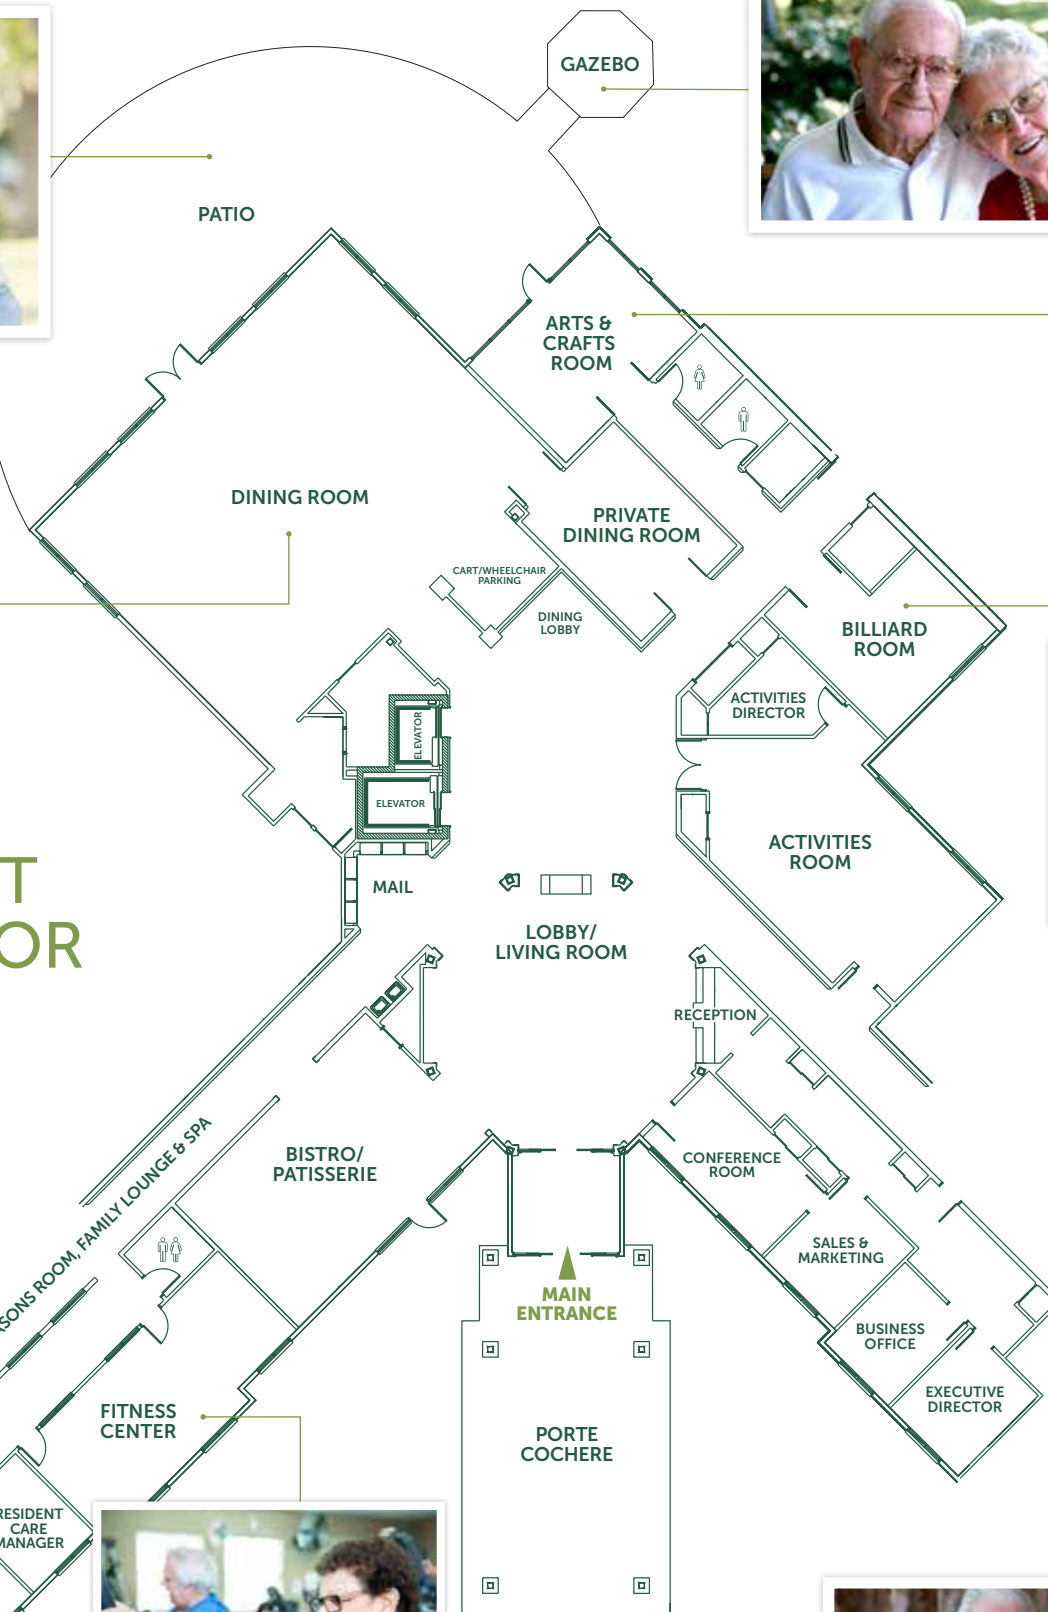 GAZEBO
PATIO
ARTS &
CRAFTS
ROOM
DINING ROOM
PRIVATE
DINING ROOM
CART/WHEELCHAIR
PARKING
DINING
LOBBY
BILLIARD
ROOM
ACTIVITIES
DIRECTOR
ELEVATOR
ELEVATOR
ACTIVITIES
ROOM
MAIL
LOBBY/
LIVING ROOM
RECEPTION
BISTRO/
PATISSERIE
CONFERENCE
ROOM
ROOM, FAMILY LOUNGE & SPA
SALES &
MARKETING
MAIN
ENTRANCE
BUSINESS
OFFICE
EXECUTIVE
DIRECTOR
FITNESS
CENTER
PORTE
COCHERE
RESIDENT
CARE
MANAGER